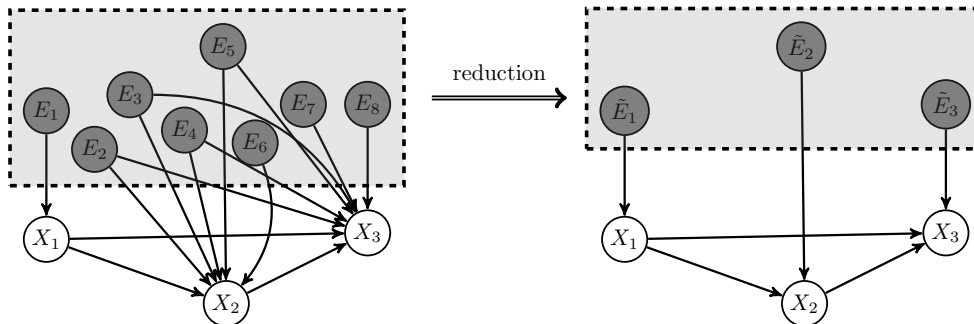 E₁
E₂
E₃
E₄
E₅
E₆
E₇
E₈
X₁
X₂
X₃
reduction
Ẽ₁
Ẽ₂
Ẽ₃
X₁
X₂
X₃